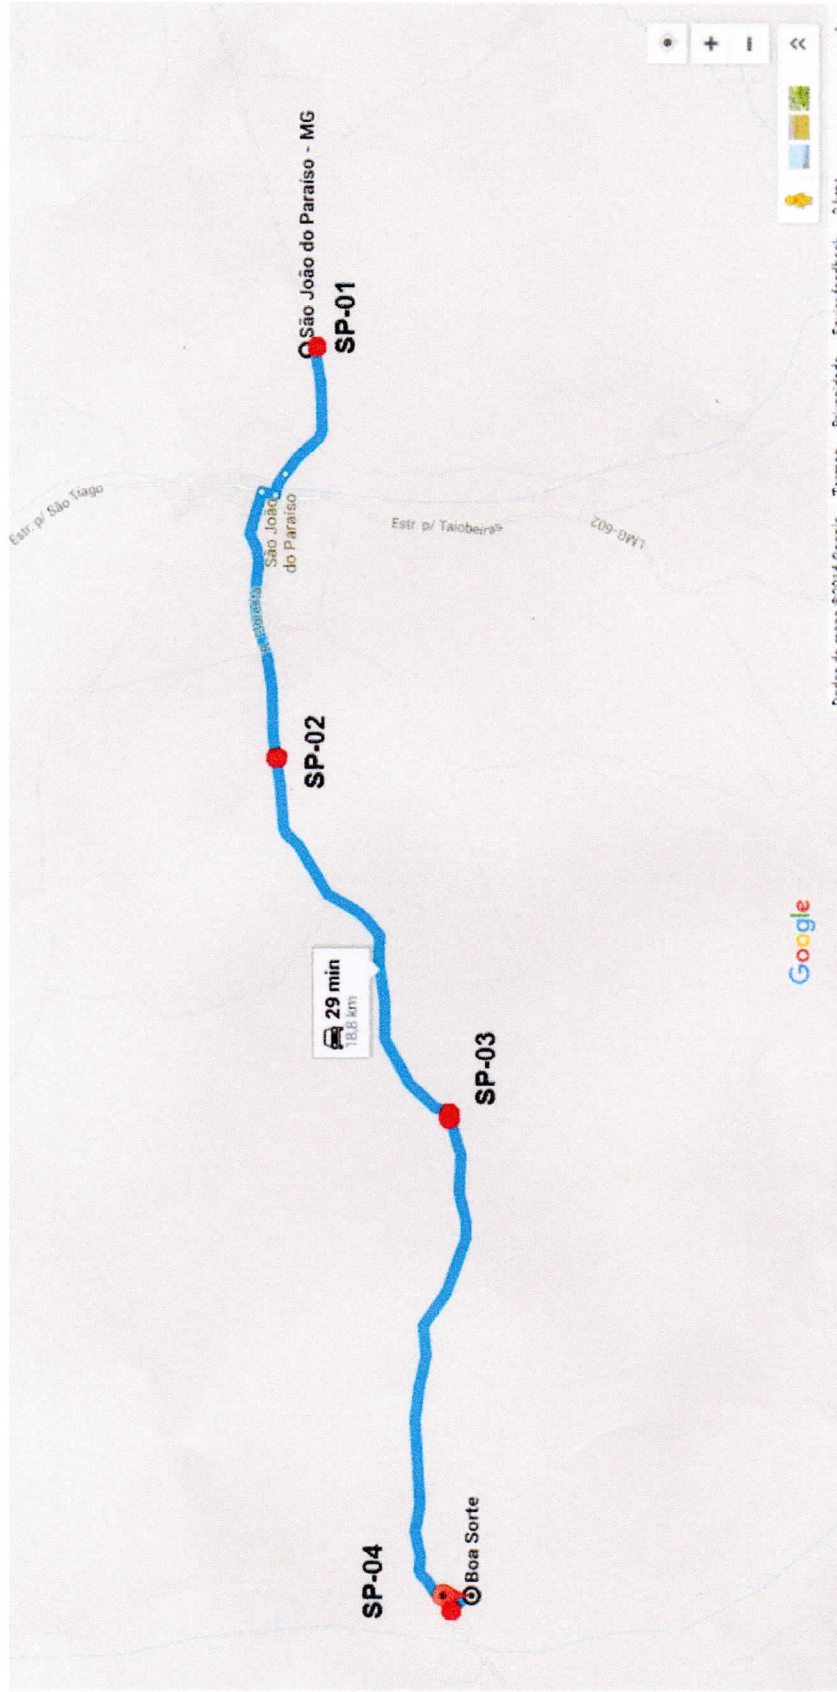 Estr. p/ São Tiago
São João do Paraíso - MG
SP-01
São João
do Paraíso
R. Floresta
Estr. p/ Taiobeiras
LMG-602
SP-02
29 min
18,8 km
SP-03
SP-04
Boa Sorte
Google